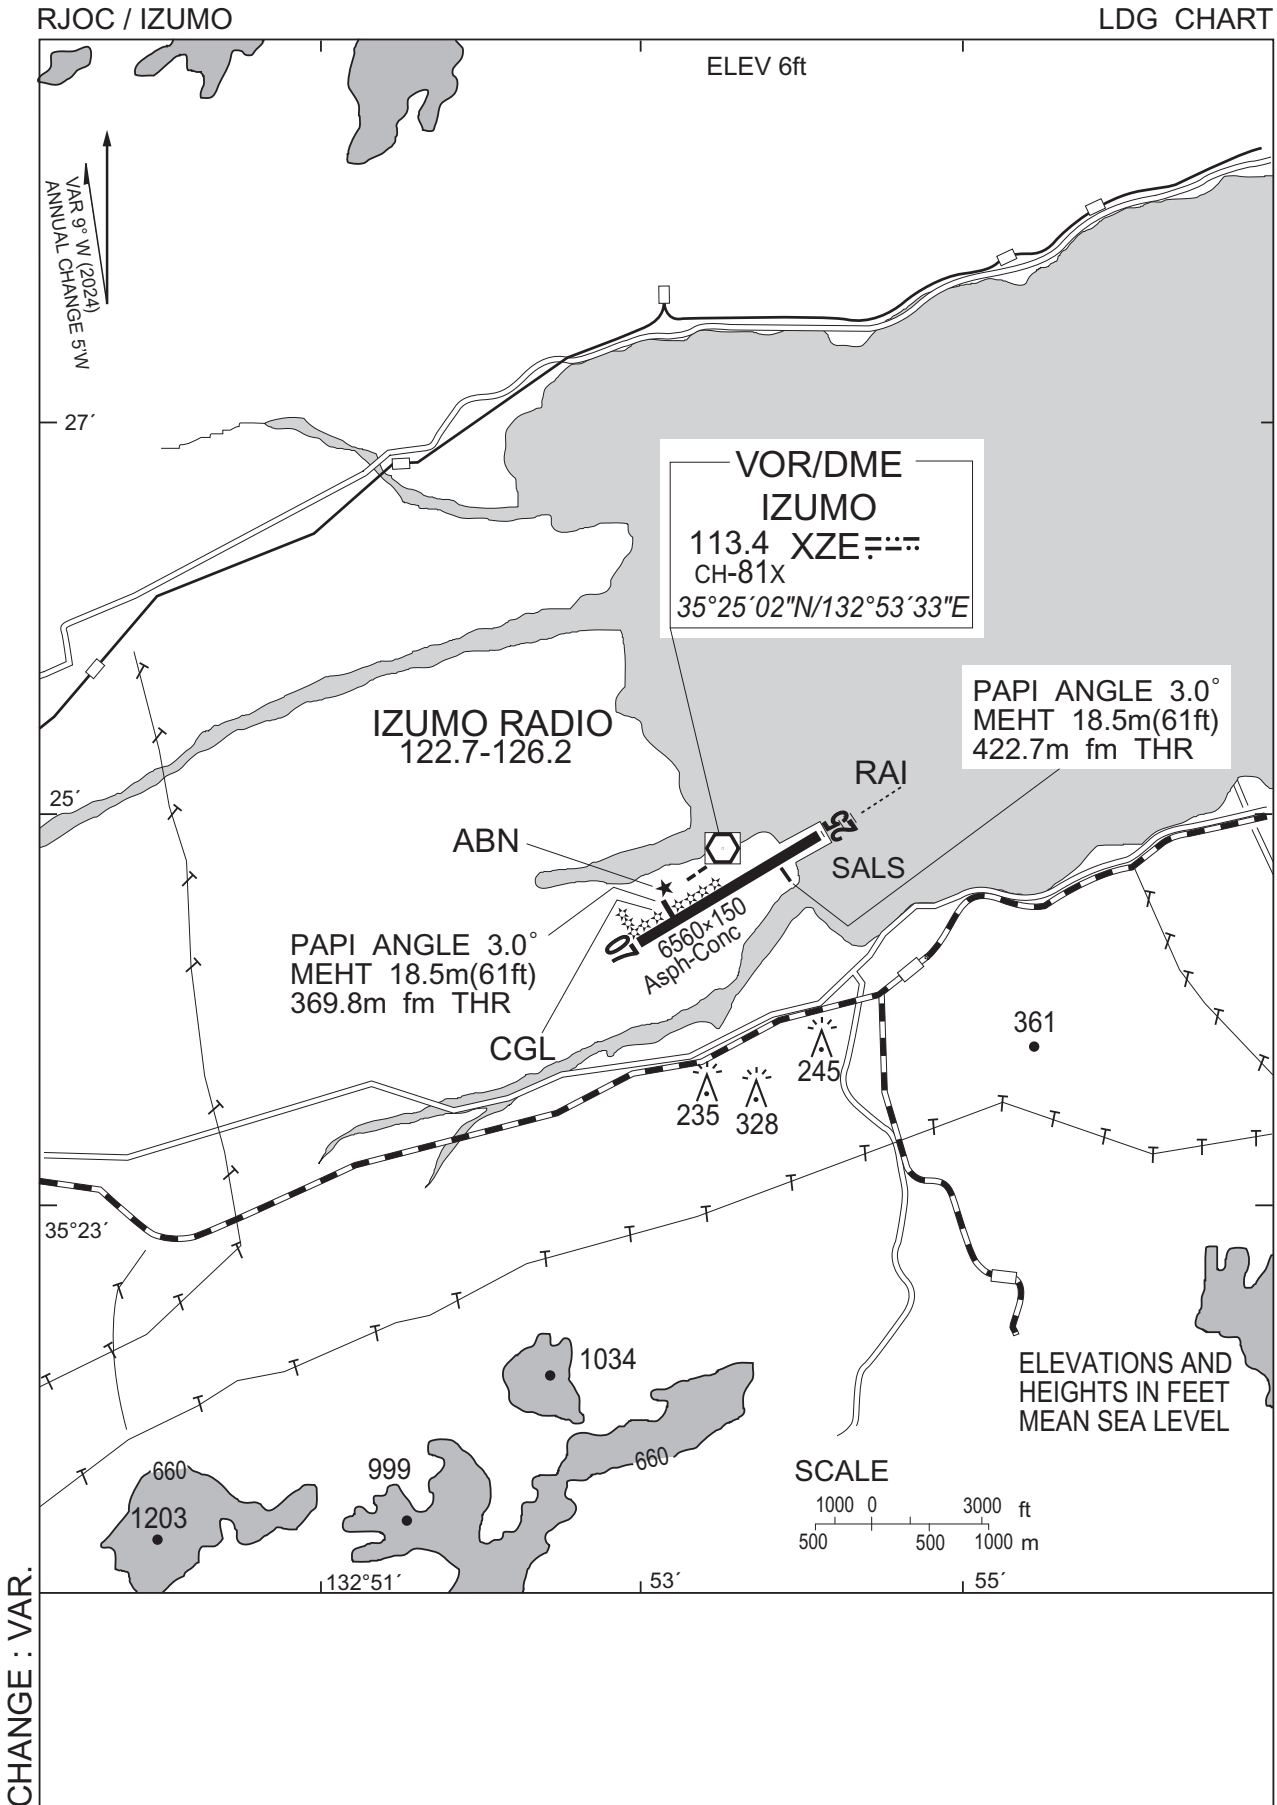 RJOC / IZUMO
LDG CHART
ELEV 6ft
VAR 9° W (2024)
ANNUAL CHANGE 5'W
27´
VOR/DME
IZUMO
113.4 XZE
CH-81X
35°25´02"N/132°53´33"E
PAPI ANGLE 3.0°
MEHT 18.5m(61ft)
422.7m fm THR
IZUMO RADIO
122.7-126.2
RAI
25´
25
ABN
SALS
07
6560×150
Asph-Conc
PAPI ANGLE 3.0°
MEHT 18.5m(61ft)
369.8m fm THR
CGL
361
245
235
328
35°23´
1034
ELEVATIONS AND
HEIGHTS IN FEET
MEAN SEA LEVEL
660
999
660
1203
SCALE
1000 0 3000 ft
500 500 1000 m
132°51´
53´
55´
CHANGE : VAR.